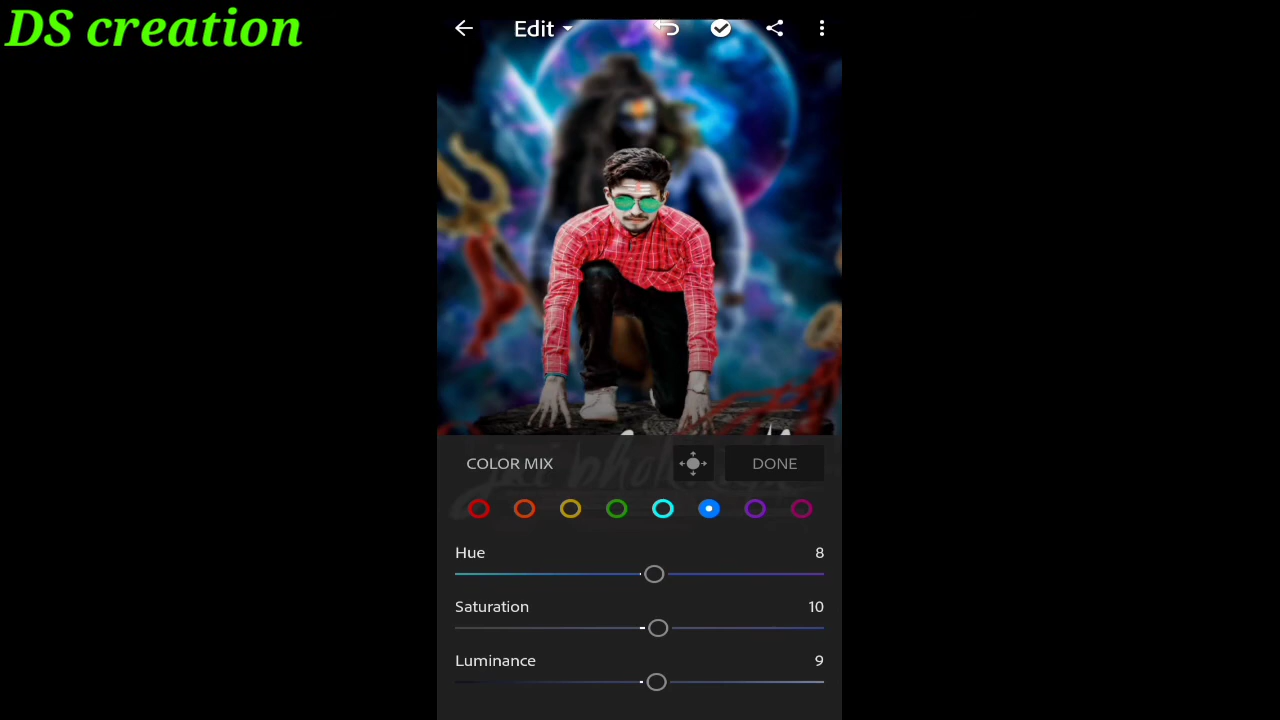 DS creation
Edit
COLOR MIX
DONE
Hue 8
Saturation 10
Luminance 9